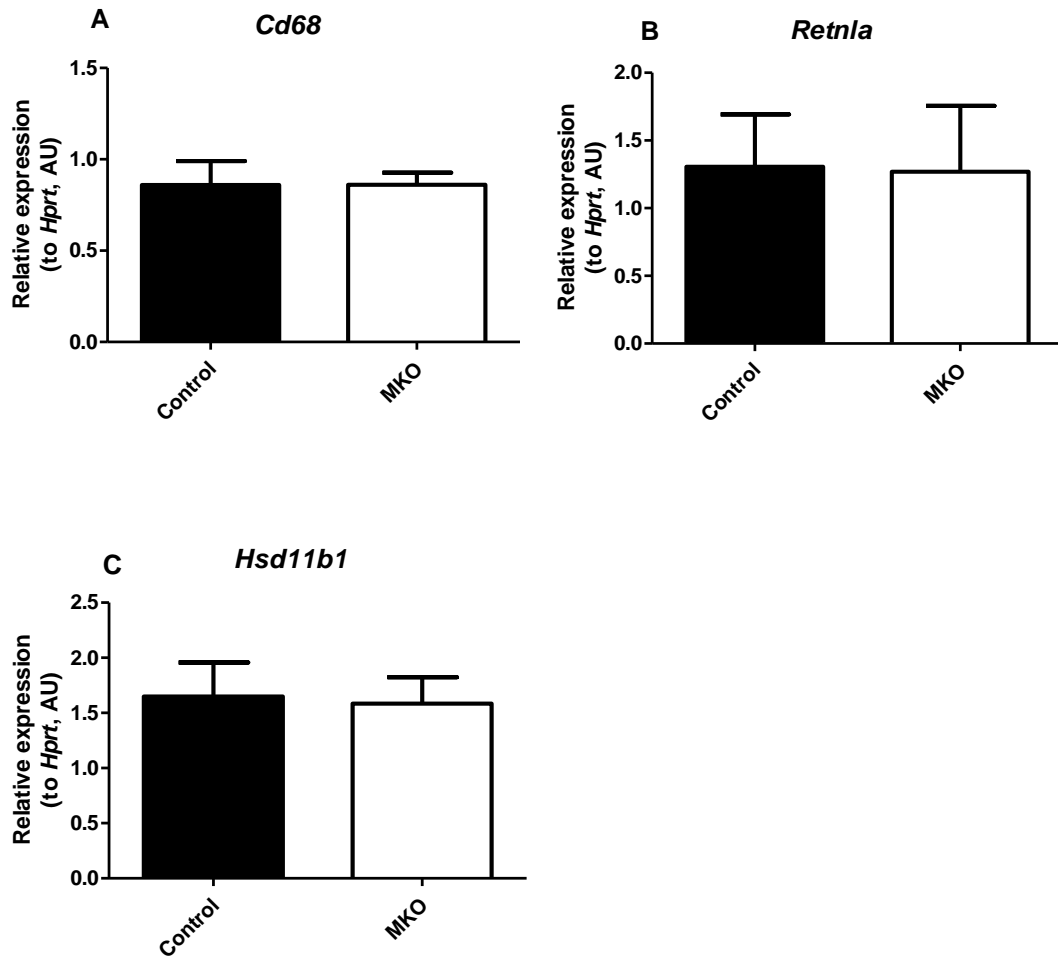 A
Cd68
Relative expression
(to Hprt, AU)
1.5
1.0
0.5
0.0
Control
MKO
B
Retnla
Relative expression
(to Hprt, AU)
2.0
1.5
1.0
0.5
0.0
Control
MKO
C
Hsd11b1
Relative expression
(to Hprt, AU)
2.5
2.0
1.5
1.0
0.5
0.0
Control
MKO